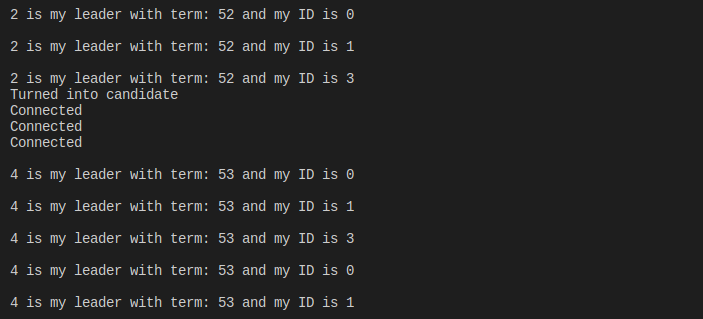 2 is my leader with term: 52 and my ID is 0
2 is my leader with term: 52 and my ID is 1
2 is my leader with term: 52 and my ID is 3
Turned into candidate
Connected
Connected
Connected
4 is my leader with term: 53 and my ID is 0
4 is my leader with term: 53 and my ID is 1
4 is my leader with term: 53 and my ID is 3
4 is my leader with term: 53 and my ID is 0
4 is my leader with term: 53 and my ID is 1